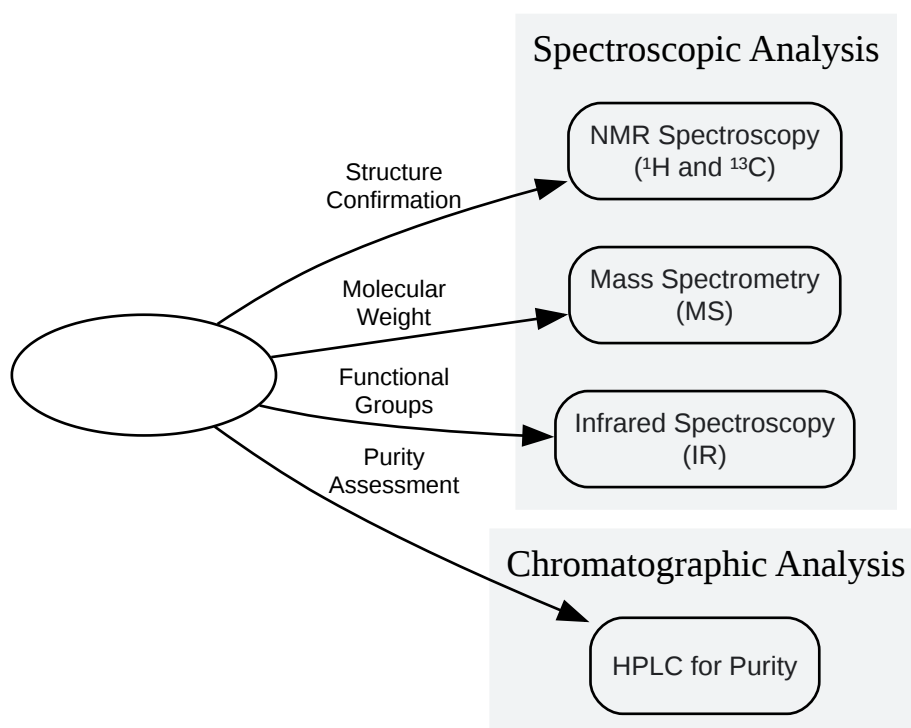 Spectroscopic Analysis
NMR Spectroscopy
(¹H and ¹³C)
Structure
Confirmation
Mass Spectrometry
(MS)
Molecular
Weight
Functional
Groups
Infrared Spectroscopy
(IR)
Purity
Assessment
Chromatographic Analysis
HPLC for Purity